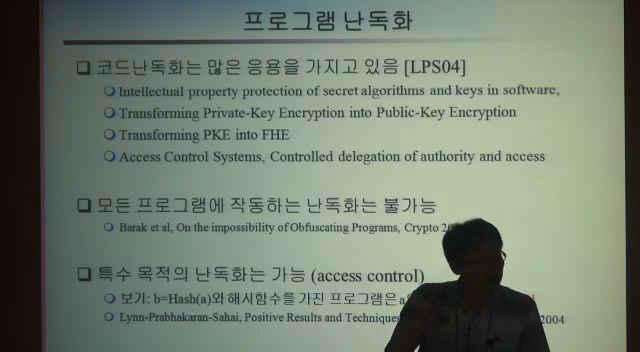 프로그램 난독화
❑ 코드난독화는 많은 응용을 가지고 있음 [LPS04]
❍ Intellectual property protection of secret algorithms and keys in software,
❍ Transforming Private-Key Encryption into Public-Key Encryption
❍ Transforming PKE into FHE
❍ Access Control Systems, Controlled delegation of authority and access
❑ 모든 프로그램에 작동하는 난독화는 불가능
❍ Barak et al, On the impossibility of Obfuscating Programs, Crypto
❑ 특수 목적의 난독화는 가능 (access control)
❍ 보기: b=Hash(a)와 해시함수를 가진 프로그램은
❍ Lynn-Prabhakaran-Sahai, Positive Results and Techniques 2004